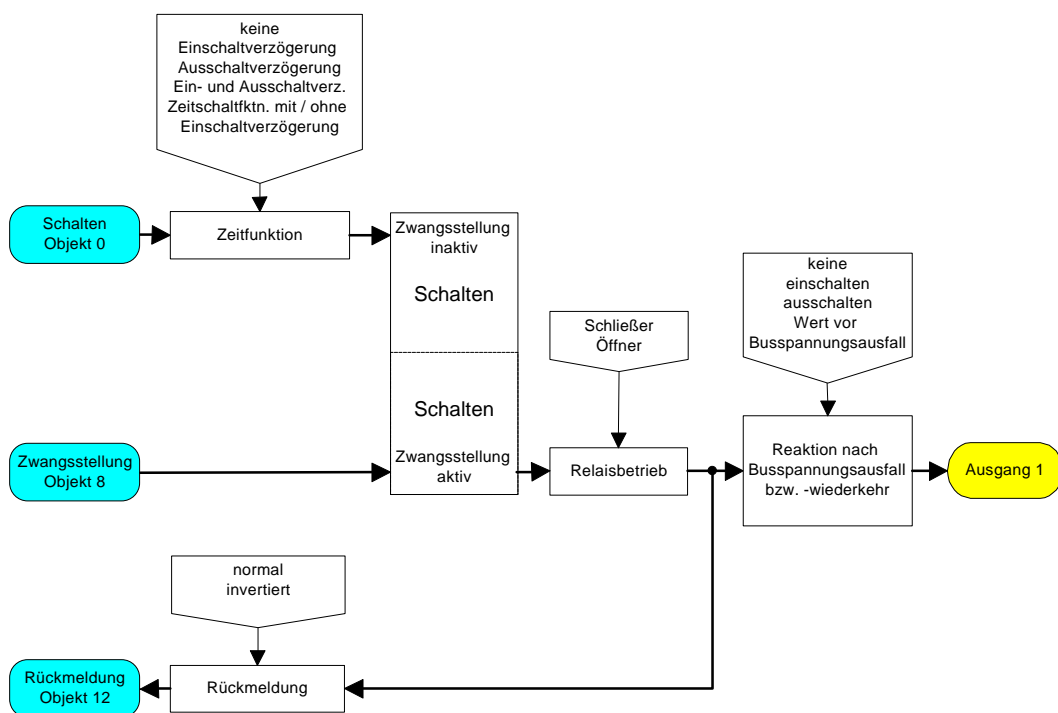 keine
Einschaltverzögerung
Ausschaltverzögerung
Ein- und Ausschaltverz.
Zeitschaltfktn. mit / ohne
Einschaltverzögerung
Schalten
Objekt 0
Zeitfunktion
Zwangsstellung
inaktiv
Schalten
Schalten
Zwangsstellung
aktiv
Schließer
Öffner
keine
einschalten
ausschalten
Wert vor
Busspannungsausfall
Zwangsstellung
Objekt 8
Relaisbetrieb
Reaktion nach
Busspannungsausfall
bzw. -wiederkehr
Ausgang 1
normal
invertiert
Rückmeldung
Objekt 12
Rückmeldung